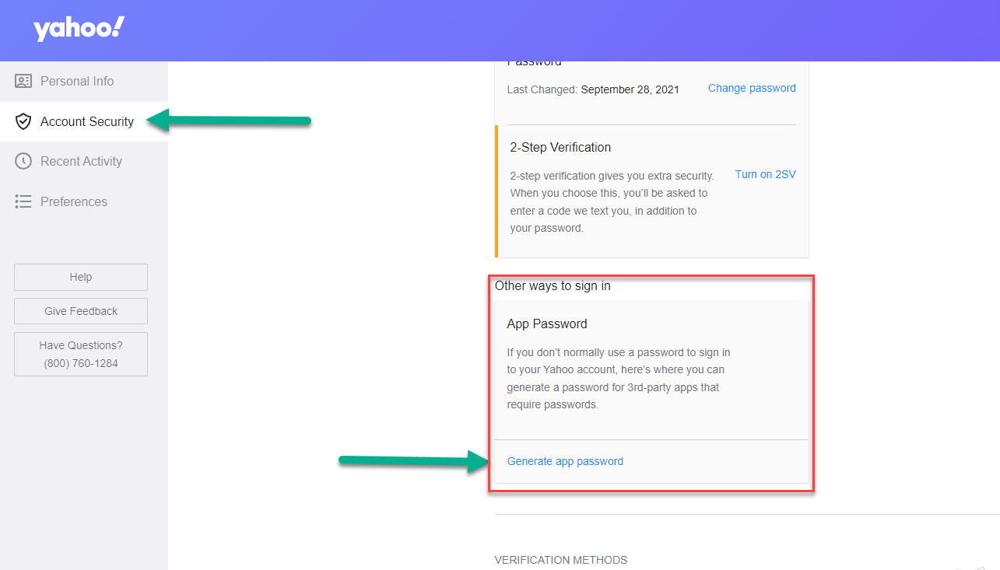 yahoo!
Personal Info
Account Security
Recent Activity
Preferences
Help
Give Feedback
Have Questions?
(800) 760-1284
Password
Last Changed: September 28, 2021 Change password
2-Step Verification
2-step verification gives you extra security. Turn on 2SV
When you choose this, you’ll be asked to
enter a code we text you, in addition to
your password.
Other ways to sign in
App Password
If you don’t normally use a password to sign in
to your Yahoo account, here’s where you can
generate a password for 3rd-party apps that
require passwords.
Generate app password
VERIFICATION METHODS